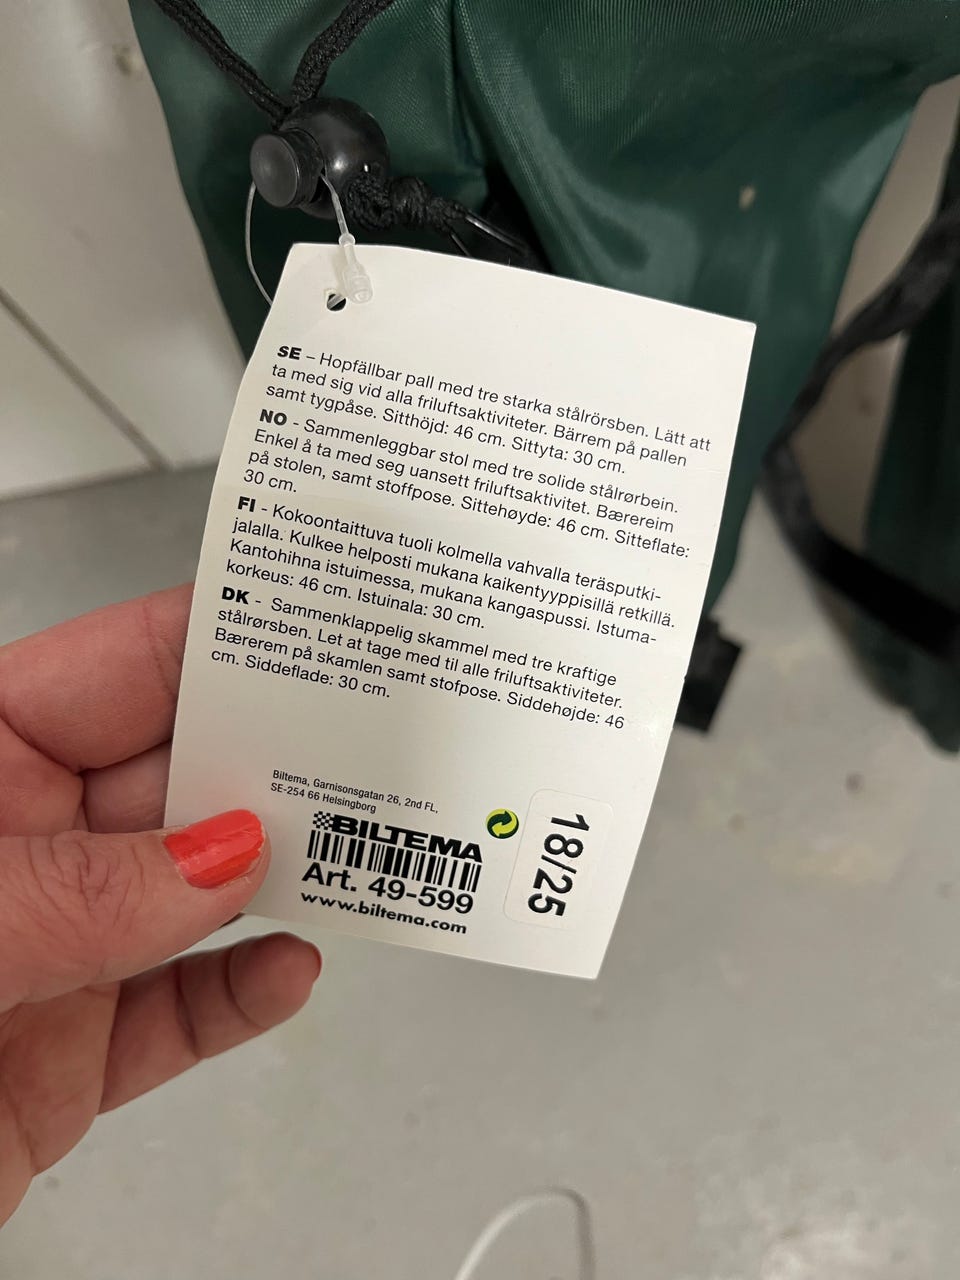 SE – Hopfällbar pall med tre starka stålrörsben. Lätt att
ta med sig vid alla friluftsaktiviteter. Bärrem på pallen
samt tygpåse. Sitthöjd: 46 cm. Sittyta: 30 cm.
NO - Sammenleggbar stol med tre solide stålrørbein.
Enkel å ta med seg uansett friluftsaktivitet. Bærereim
på stolen, samt stoffpose. Sittehøyde: 46 cm. Sitteflate:
30 cm.
FI - Kokoontaittuva tuoli kolmella vahvalla teräsputki-
jalalla. Kulkee helposti mukana kaikentyyppisillä retkillä.
Kantohihna istuimessa, mukana kangaspussi. Istuma-
korkeus: 46 cm. Istuinala: 30 cm.
DK - Sammenklappelig skammel med tre kraftige
stålrørsben. Let at tage med til alle friluftsaktiviteter.
Bærerem på skamlen samt stofpose. Siddehøjde: 46
cm. Siddeflade: 30 cm.
Biltema, Garnisonsgatan 26, 2nd FL,
SE-254 66 Helsingborg
BILTEMA
Art. 49-599
www.biltema.com
18/25